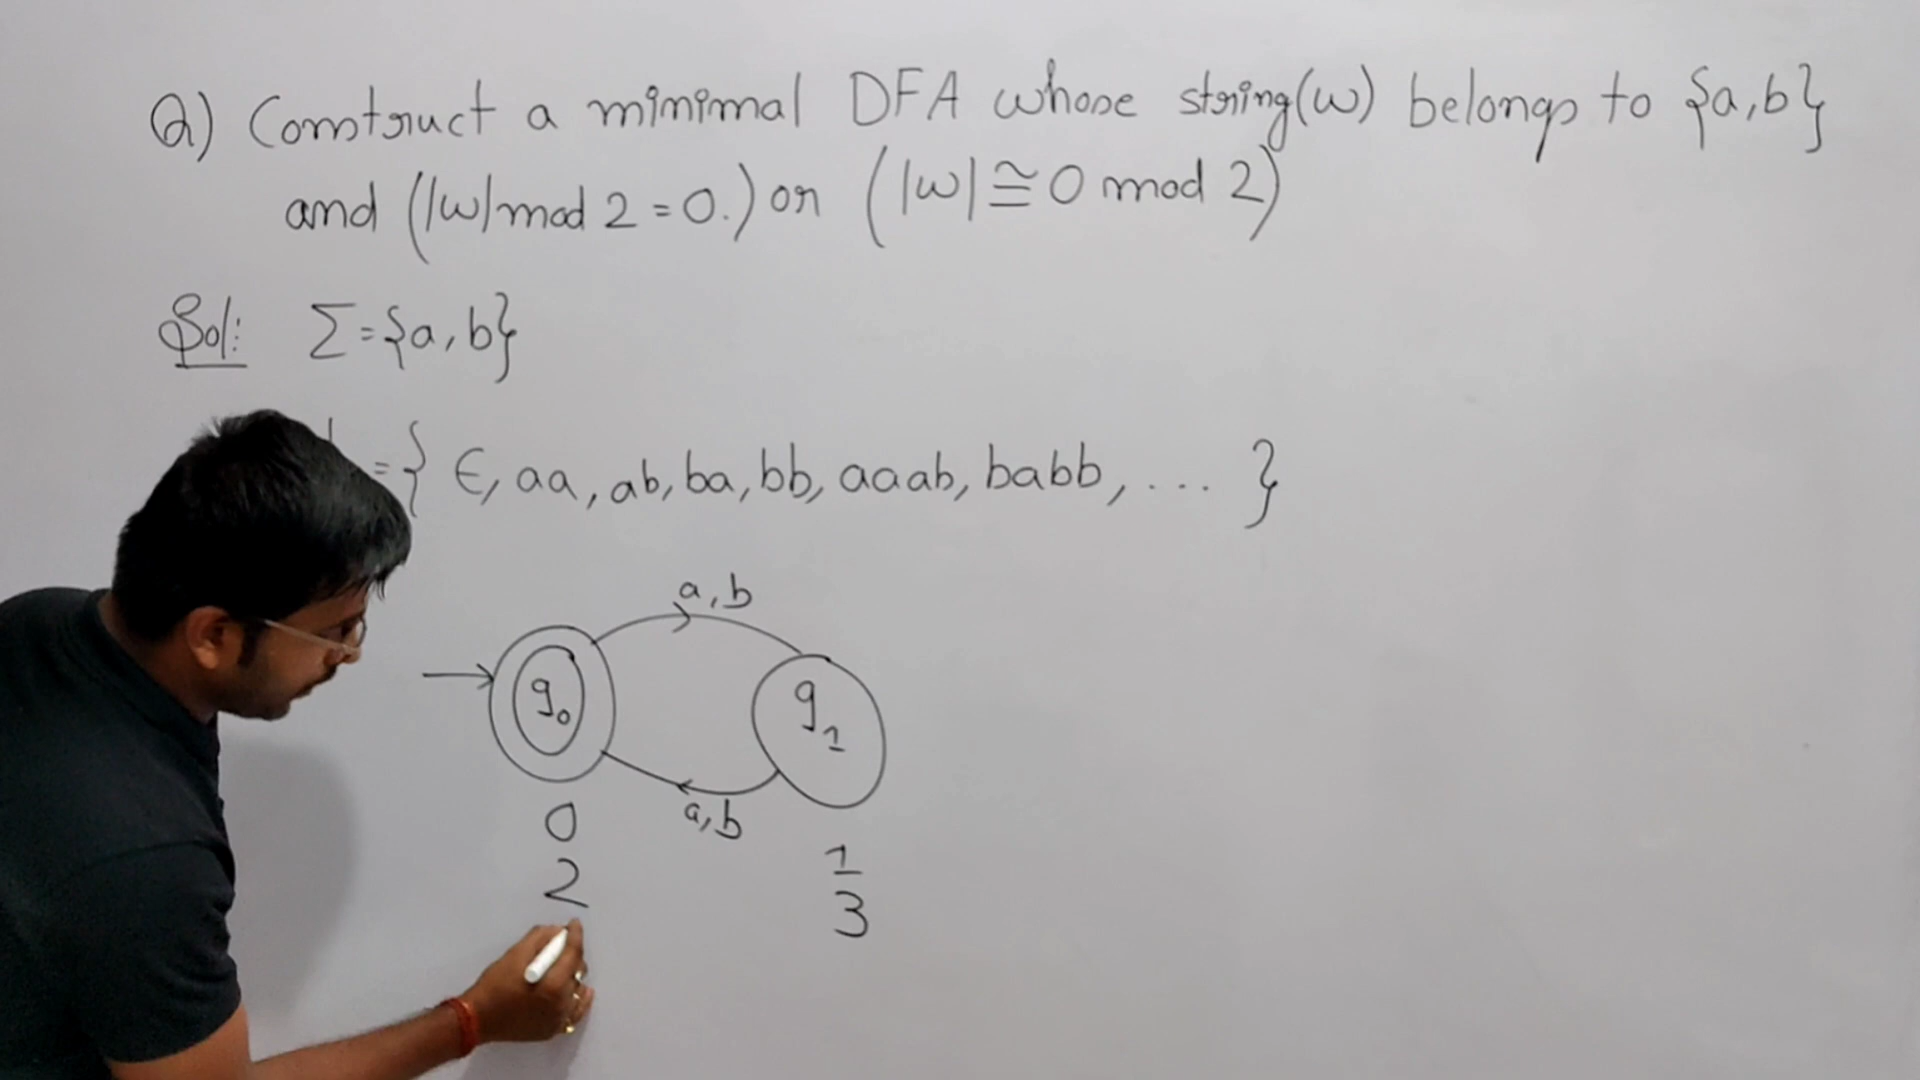 Q) Construct a minimal DFA whose string(w) belongs to {a,b}
and (|w| mod 2 = 0.) or (|w| ≅ 0 mod 2)
Sol: Σ={a,b}
={ ϵ, aa, ab, ba, bb, aaab, babb, ... }
a,b
q₀
q₁
a,b
0
1
2
3